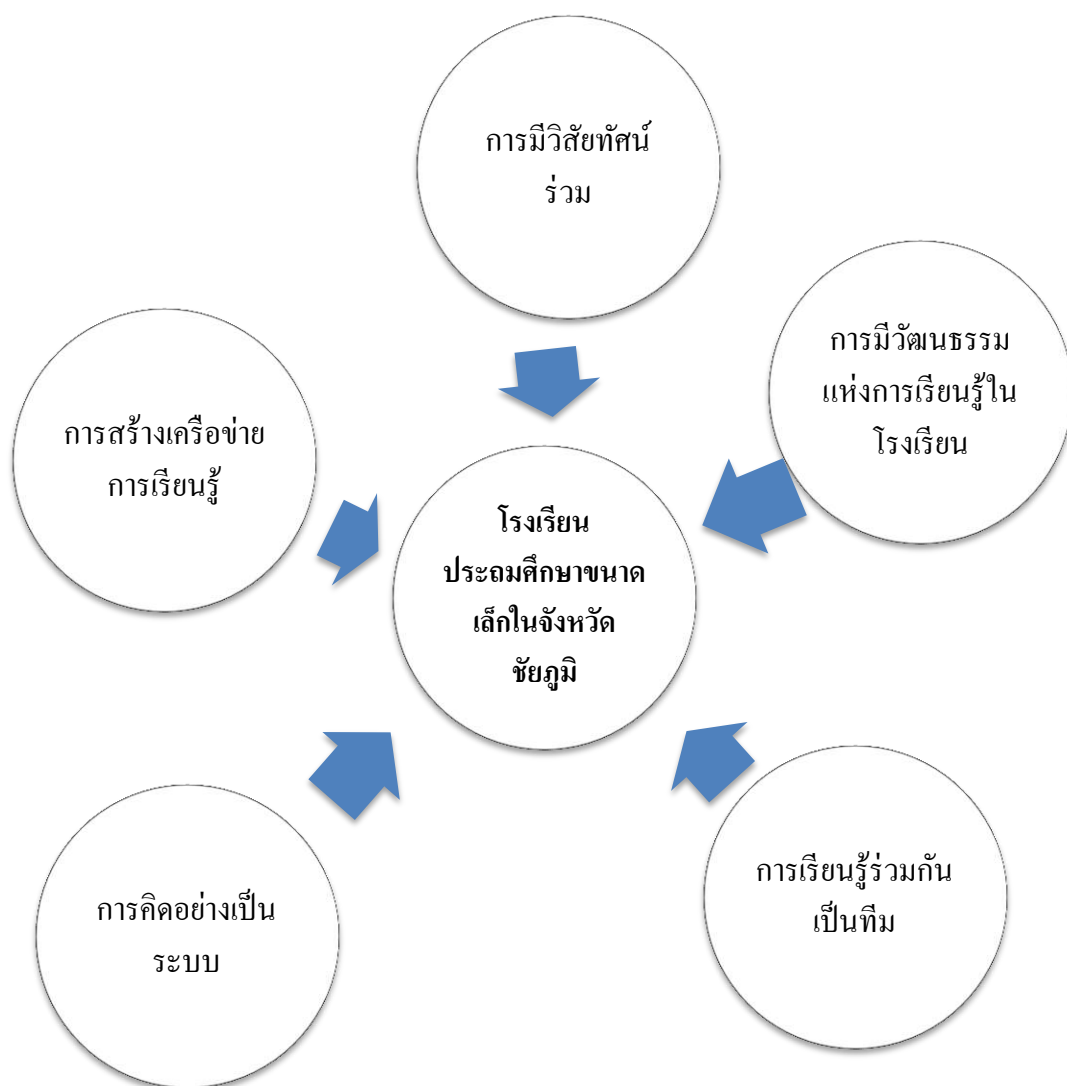 การมีวิสัยทัศน์
ร่วม
การมีวัฒนธรรม
แห่งการเรียนรู้ใน
โรงเรียน
การสร้างเครือข่าย
การเรียนรู้
โรงเรียน
ประถมศึกษาขนาด
เล็กในจังหวัด
ชัยภูมิ
การเรียนรู้ร่วมกัน
เป็นทีม
การคิดอย่างเป็น
ระบบ